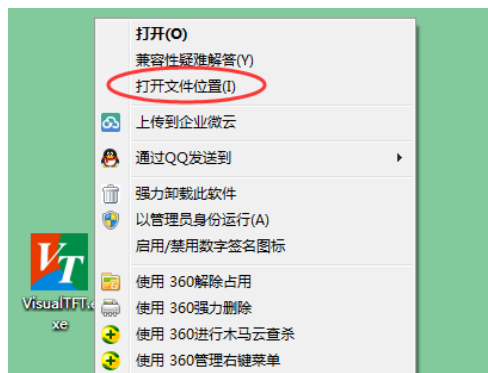 打开(O)
兼容性疑难解答(Y)
打开文件位置(I)
上传到企业微云
通过QQ发送到
强力卸载此软件
以管理员身份运行(A)
启用/禁用数字签名图标
VT
VisualTFT.e
xe
使用 360解除占用
使用 360强力删除
使用 360进行木马云查杀
使用 360管理右键菜单